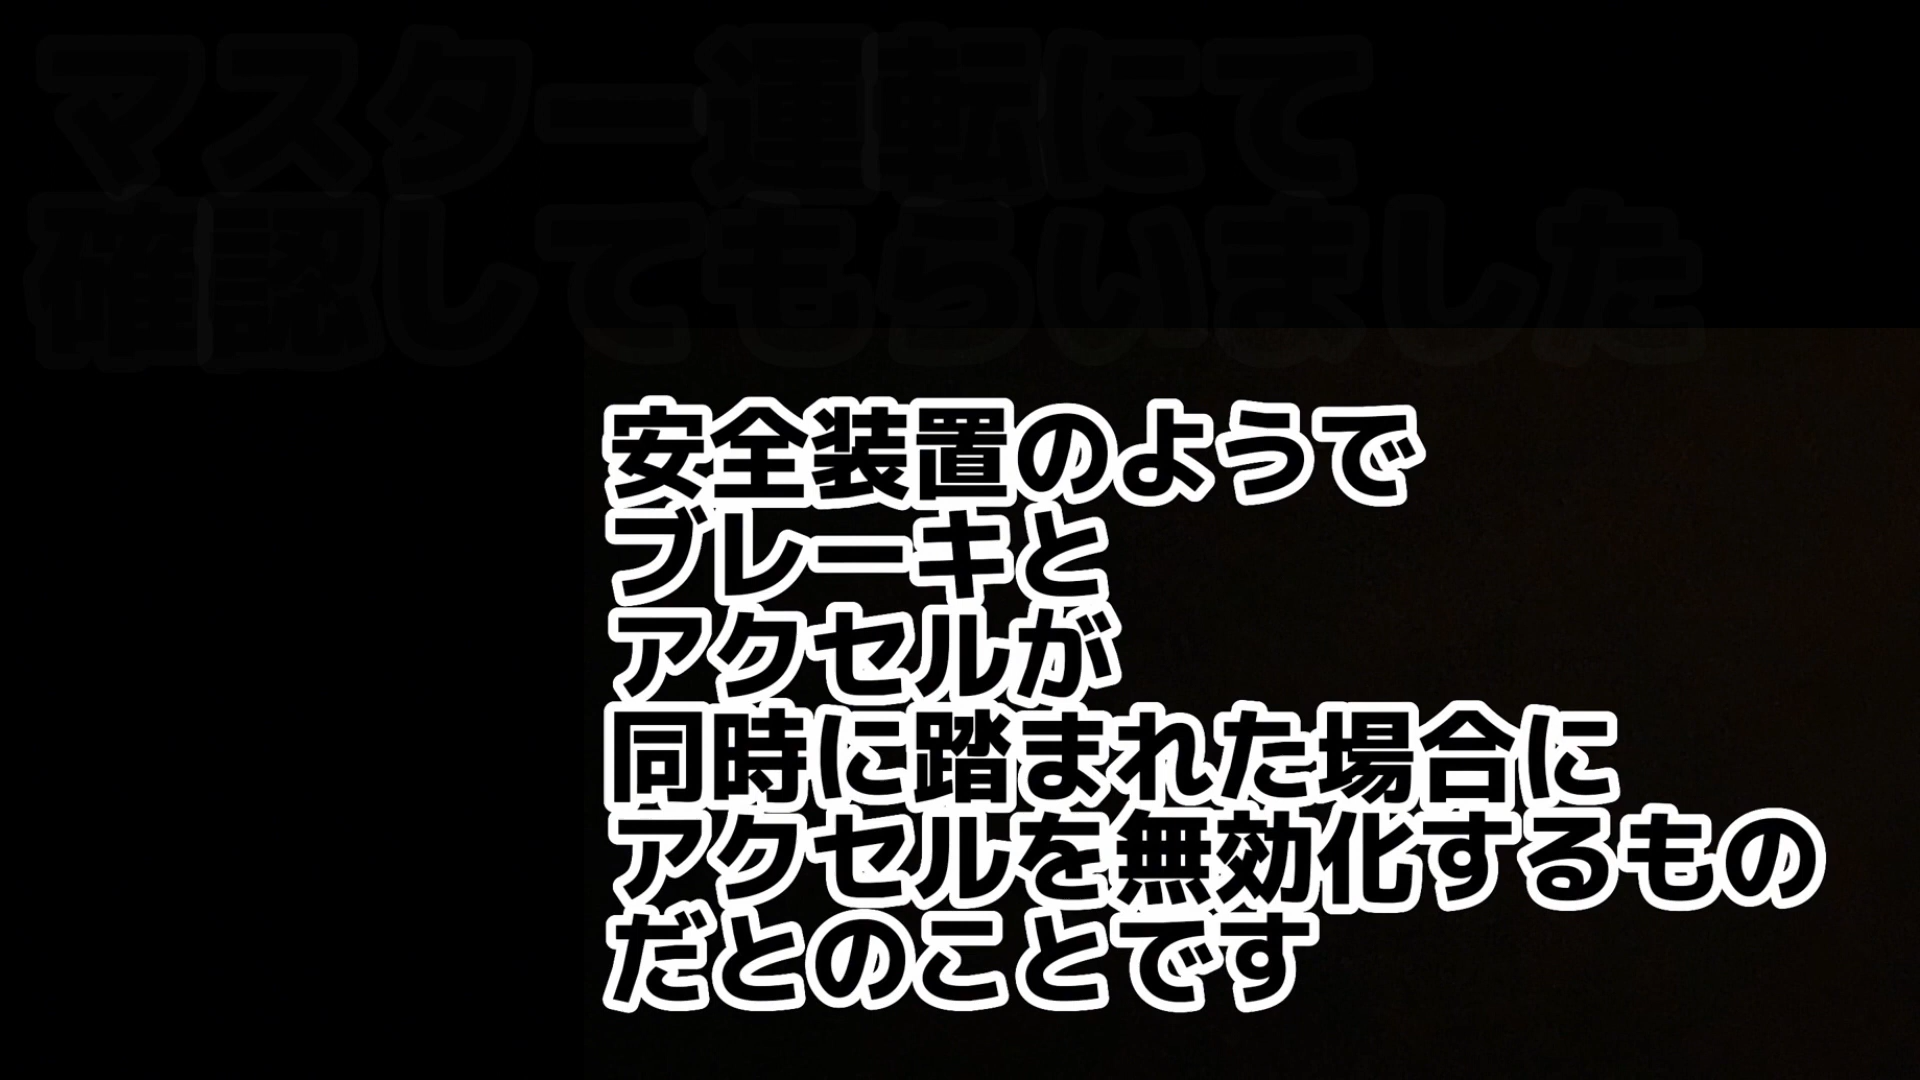 マスター運転にて
確認してもらいました
安全装置のようで
ブレーキと
アクセルが
同時に踏まれた場合に
アクセルを無効化するもの
だとのことです